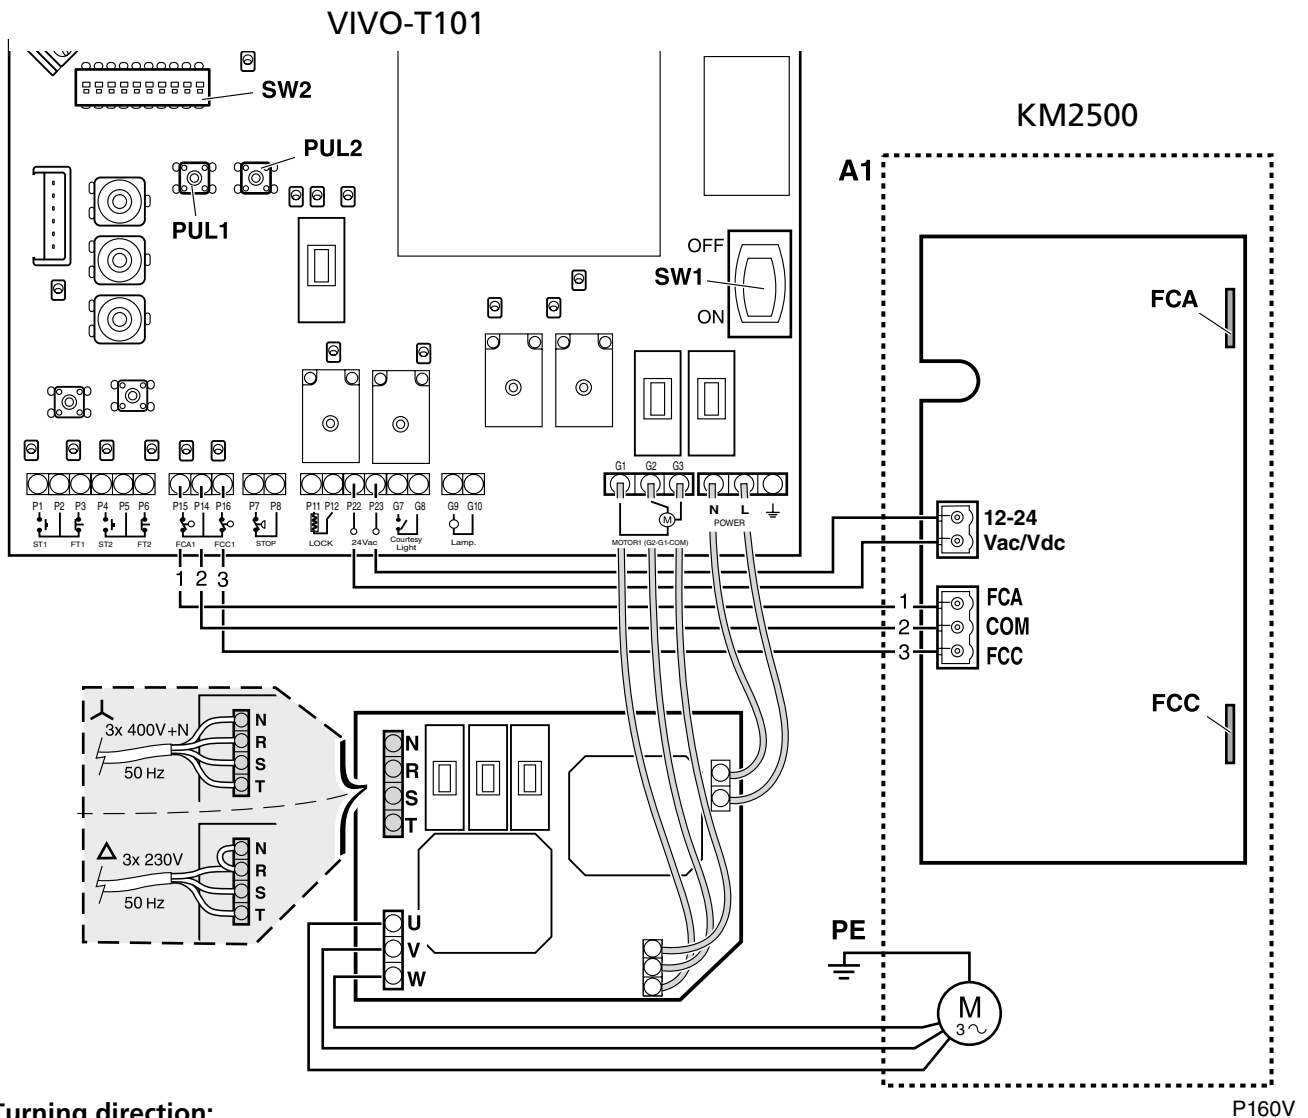 VIVO-T101
SW2
KM2500
PUL2
A1
PUL1
OFF
SW1
ON
FCA
G1 G2 G3
P1 P2 P3 P4 P5 P6 P15 P14 P16 P7 P8 P11 P12 P22 P23 G7 G8 G9 G10
M
N L
POWER
ST1 FT1 ST2 FT2 FCA1 FCC1 STOP LOCK 24Vac Courtesy Light Lamp. MOTOR1 (G2-G1-COM)
12-24
Vac/Vdc
1 2 3
1 FCA
2 COM
3 FCC
FCC
3x 400V+N
50 Hz
N
R
S
T
N
R
S
T
3x 230V
50 Hz
N
R
S
T
U
V
W
PE
M
3
P160V
Turning direction: